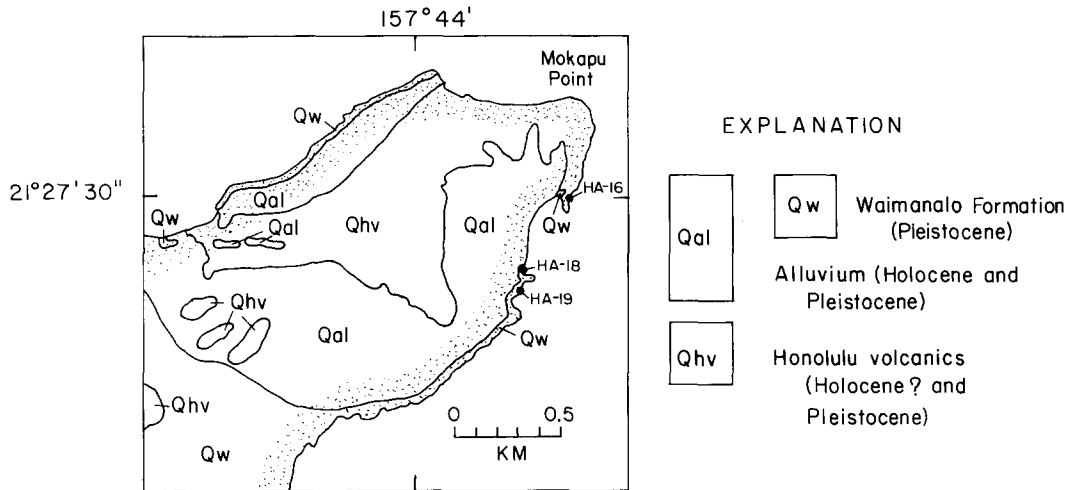 157°44'
Mokapu
Point
Qw
21°27'30"
HA-16
Qal
Qw
Qal
Qhv
Qal
Qw
HA-18
HA-19
Qhv
Qal
Qw
Qhv
Qw
0 0.5
KM
EXPLANATION
Qal
Qw
Waimanalo Formation
(Pleistocene)
Alluvium (Holocene and
Pleistocene)
Qhv
Honolulu volcanics
(Holocene? and
Pleistocene)